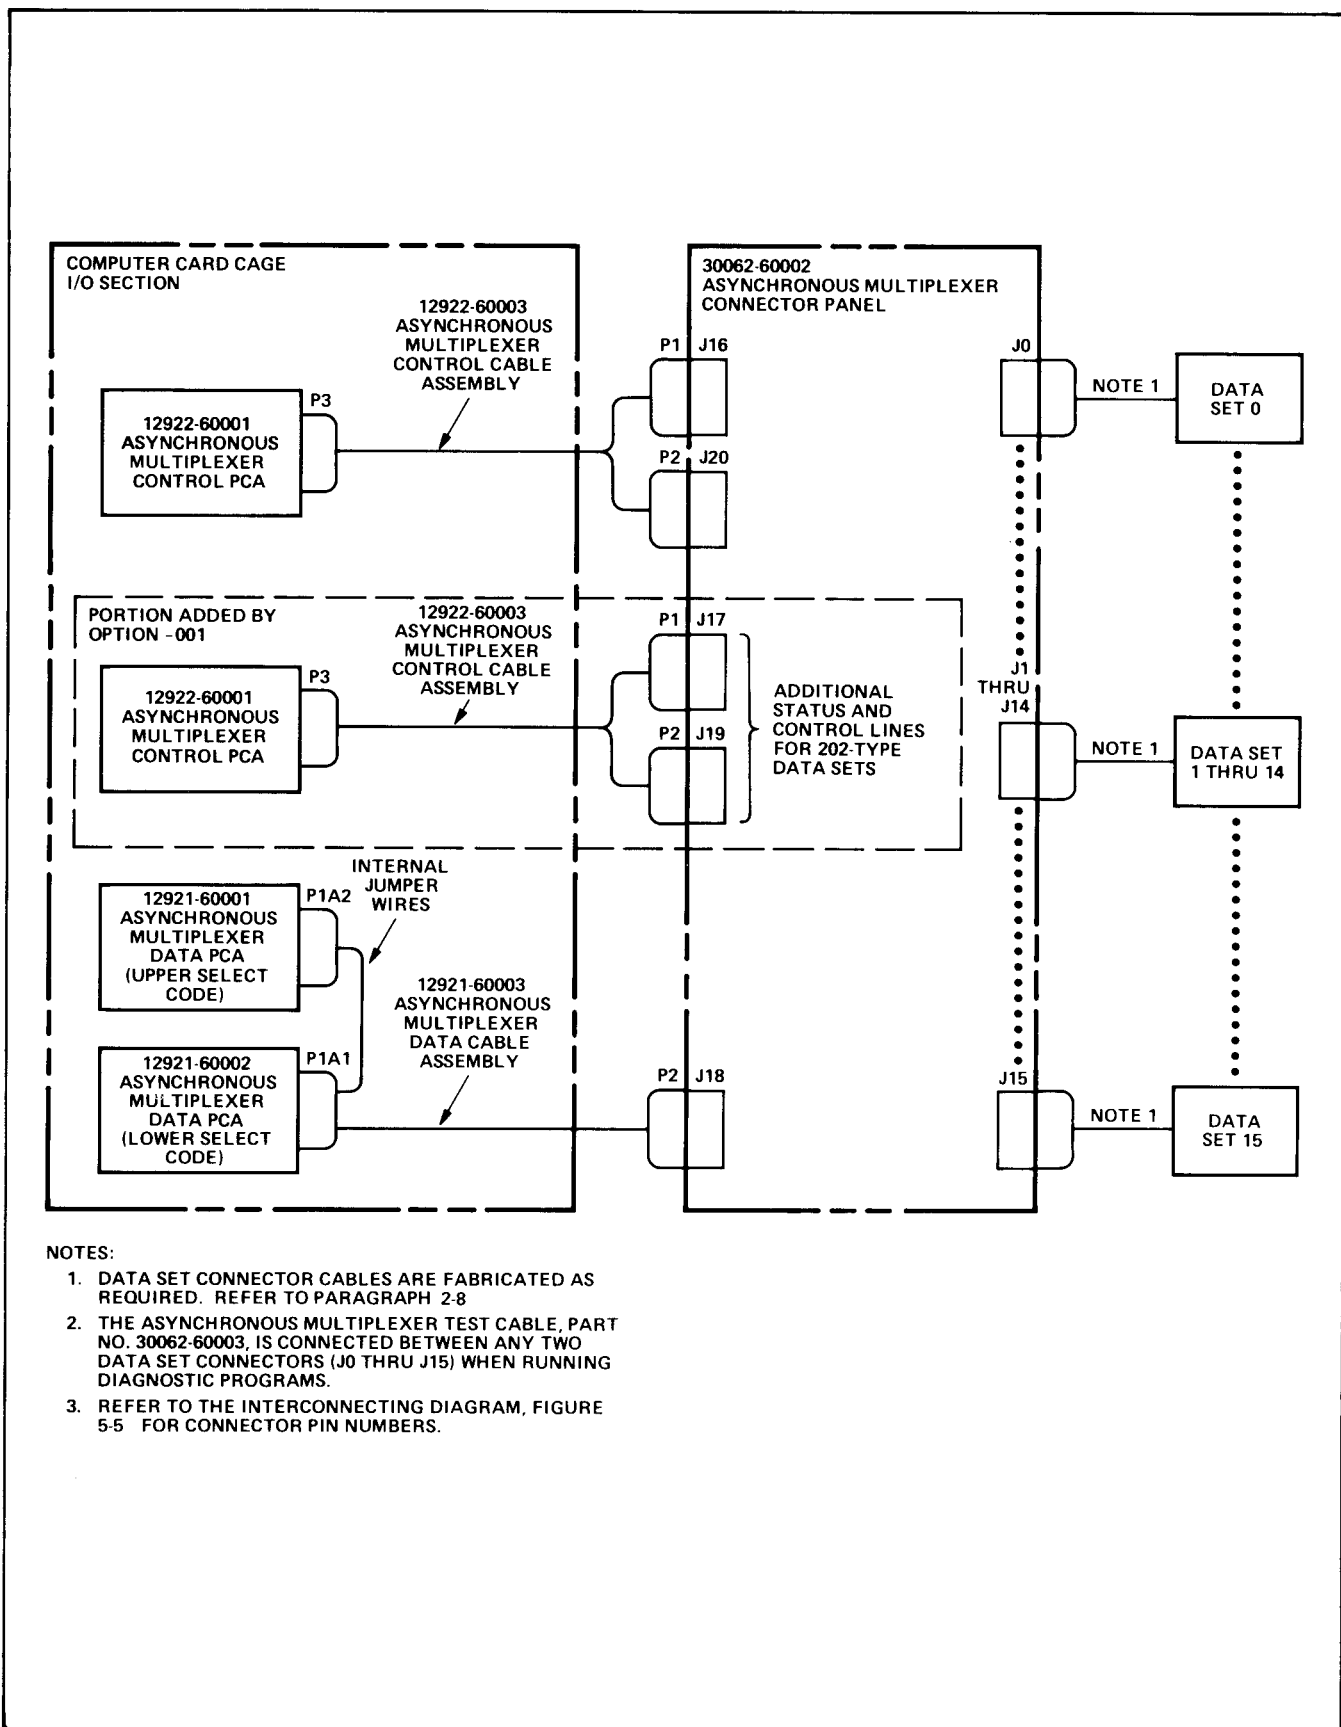 COMPUTER CARD CAGE
I/O SECTION
12922-60003
ASYNCHRONOUS
MULTIPLEXER
CONTROL CABLE
ASSEMBLY
P3
12922-60001
ASYNCHRONOUS
MULTIPLEXER
CONTROL PCA
30062-60002
ASYNCHRONOUS MULTIPLEXER
CONNECTOR PANEL
P1 J16
P2 J20
J0
NOTE 1
DATA
SET 0
PORTION ADDED BY
OPTION -001
12922-60003
ASYNCHRONOUS
MULTIPLEXER
CONTROL CABLE
ASSEMBLY
P3
12922-60001
ASYNCHRONOUS
MULTIPLEXER
CONTROL PCA
P1 J17
P2 J19
ADDITIONAL
STATUS AND
CONTROL LINES
FOR 202-TYPE
DATA SETS
J1
THRU
J14
NOTE 1
DATA SET
1 THRU 14
INTERNAL
JUMPER
WIRES
P1A2
12921-60001
ASYNCHRONOUS
MULTIPLEXER
DATA PCA
(UPPER SELECT
CODE)
12921-60003
ASYNCHRONOUS
MULTIPLEXER
DATA CABLE
ASSEMBLY
P1A1
12921-60002
ASYNCHRONOUS
MULTIPLEXER
DATA PCA
(LOWER SELECT
CODE)
P2 J18
J15
NOTE 1
DATA
SET 15
NOTES:
1. DATA SET CONNECTOR CABLES ARE FABRICATED AS
REQUIRED. REFER TO PARAGRAPH 2-8
2. THE ASYNCHRONOUS MULTIPLEXER TEST CABLE, PART
NO. 30062-60003, IS CONNECTED BETWEEN ANY TWO
DATA SET CONNECTORS (J0 THRU J15) WHEN RUNNING
DIAGNOSTIC PROGRAMS.
3. REFER TO THE INTERCONNECTING DIAGRAM, FIGURE
5-5 FOR CONNECTOR PIN NUMBERS.